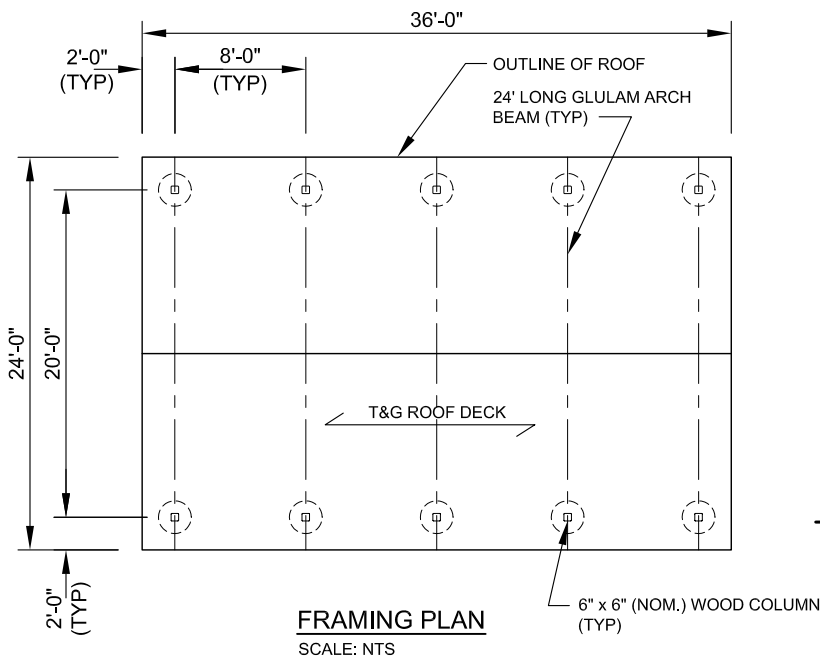 36'-0"
2'-0"
(TYP)
8'-0"
(TYP)
OUTLINE OF ROOF
24' LONG GLULAM ARCH
BEAM (TYP)
24'-0"
20'-0"
T&G ROOF DECK
2'-0"
(TYP)
6" x 6" (NOM.) WOOD COLUMN
(TYP)
FRAMING PLAN
SCALE: NTS